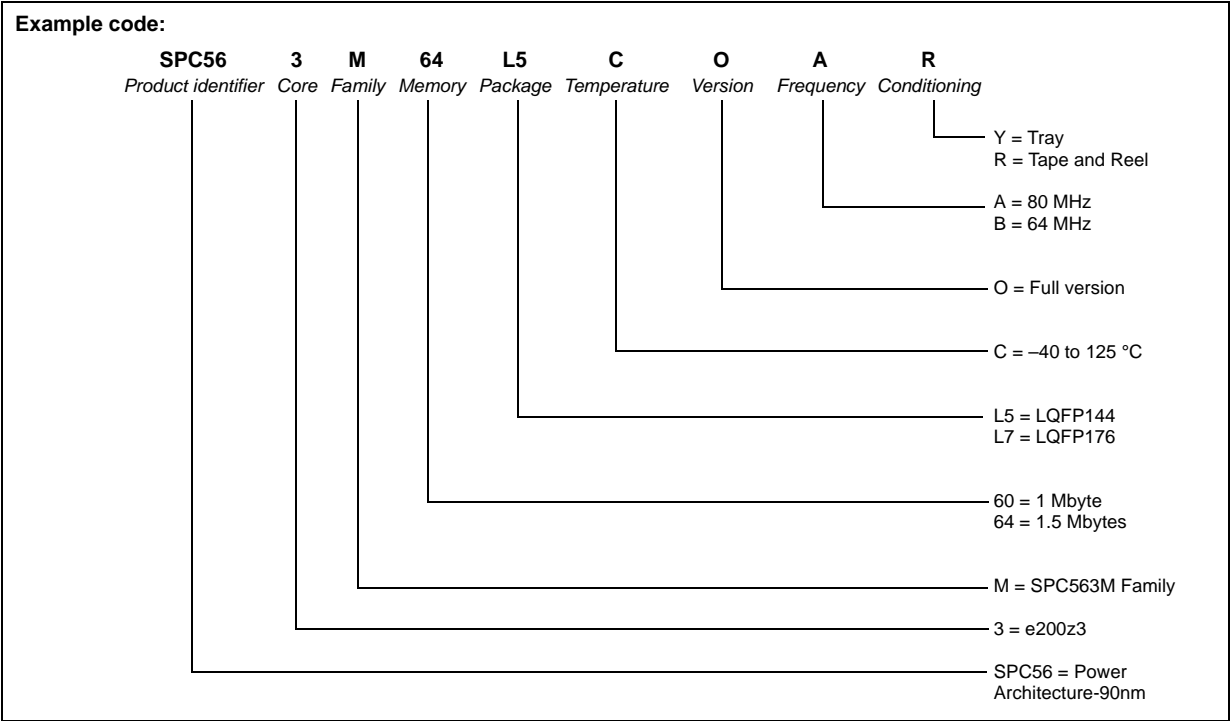 Example code:
SPC56 3 M 64 L5 C O A R
Product identifier Core Family Memory Package Temperature Version Frequency Conditioning
Y = Tray
R = Tape and Reel
A = 80 MHz
B = 64 MHz
O = Full version
C = –40 to 125 °C
L5 = LQFP144
L7 = LQFP176
60 = 1 Mbyte
64 = 1.5 Mbytes
M = SPC563M Family
3 = e200z3
SPC56 = Power
Architecture-90nm